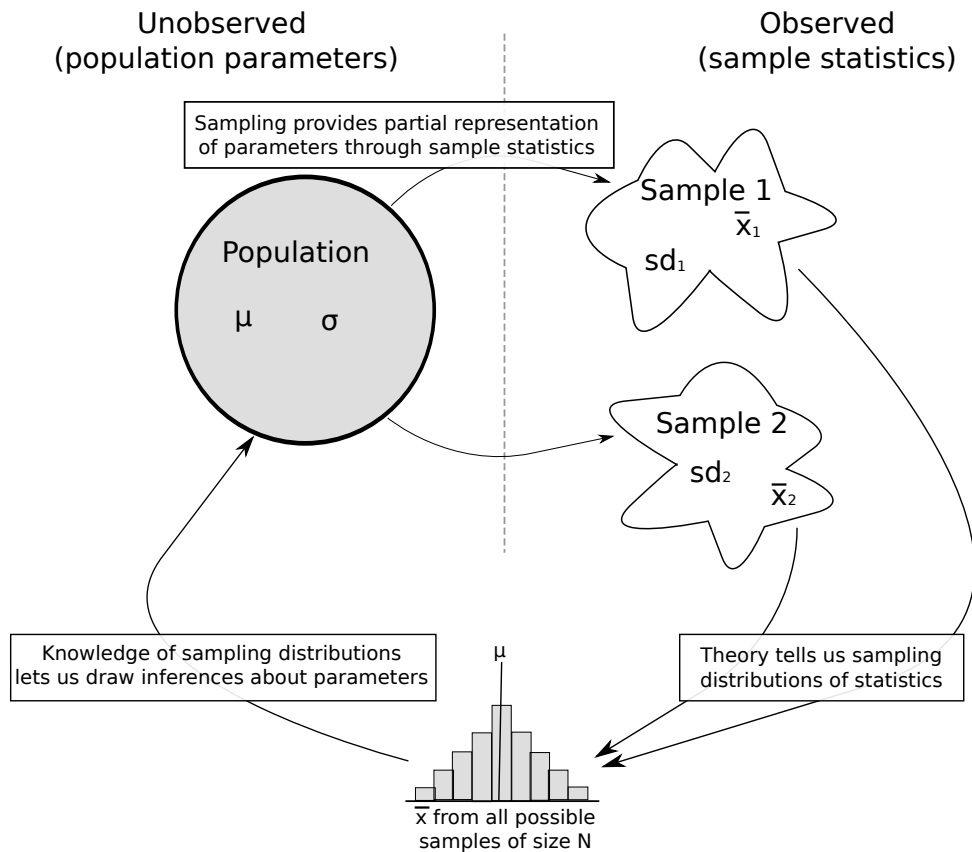 Unobserved
(population parameters)
Observed
(sample statistics)
Sampling provides partial representation
of parameters through sample statistics
Population
μ σ
Sample 1
x̅₁
sd₁
Sample 2
sd₂
x̅₂
Knowledge of sampling distributions
lets us draw inferences about parameters
Theory tells us sampling
distributions of statistics
μ
x̅ from all possible
samples of size N